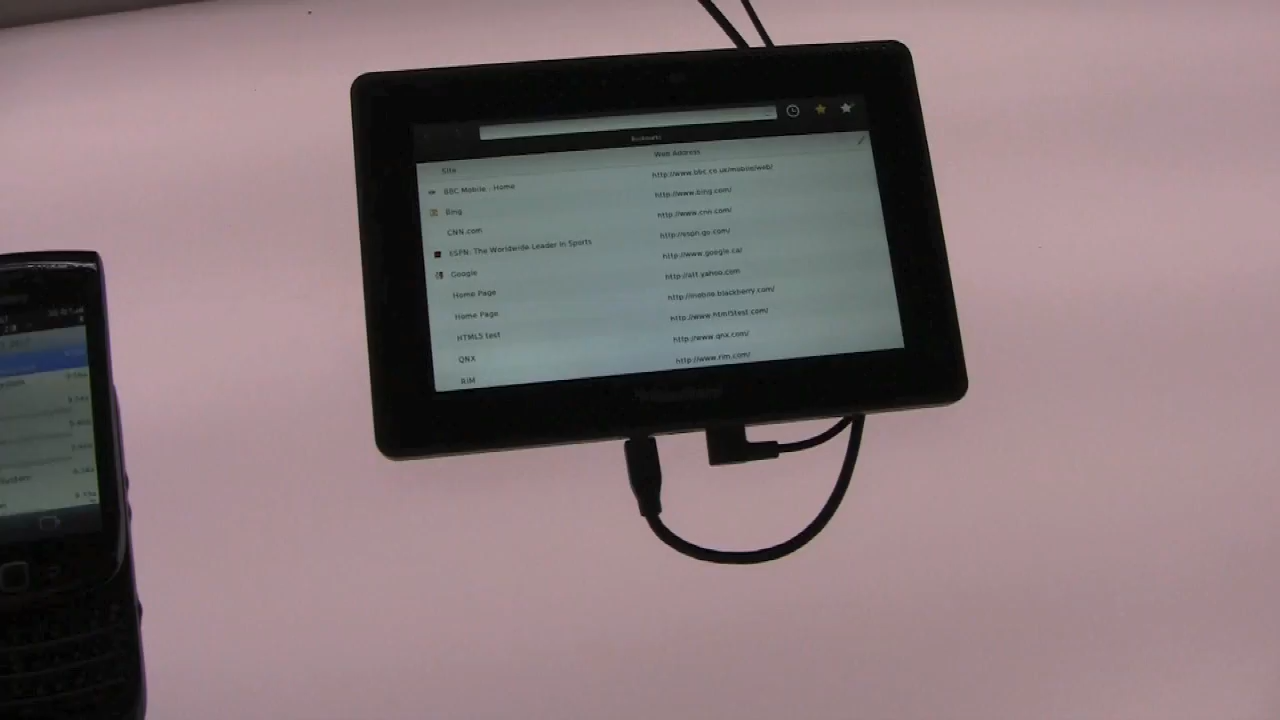 Bookmarks
Site Web Address
BBC Mobile - Home http://www.bbc.co.uk/mobile/web/
Bing http://www.bing.com/
CNN.com http://www.cnn.com/
ESPN: The Worldwide Leader In Sports http://espn.go.com/
Google http://www.google.ca/
Home Page http://att.yahoo.com
Home Page http://mobile.blackberry.com/
HTML5 test http://www.html5test.com/
QNX http://www.qnx.com/
RIM http://www.rim.com/